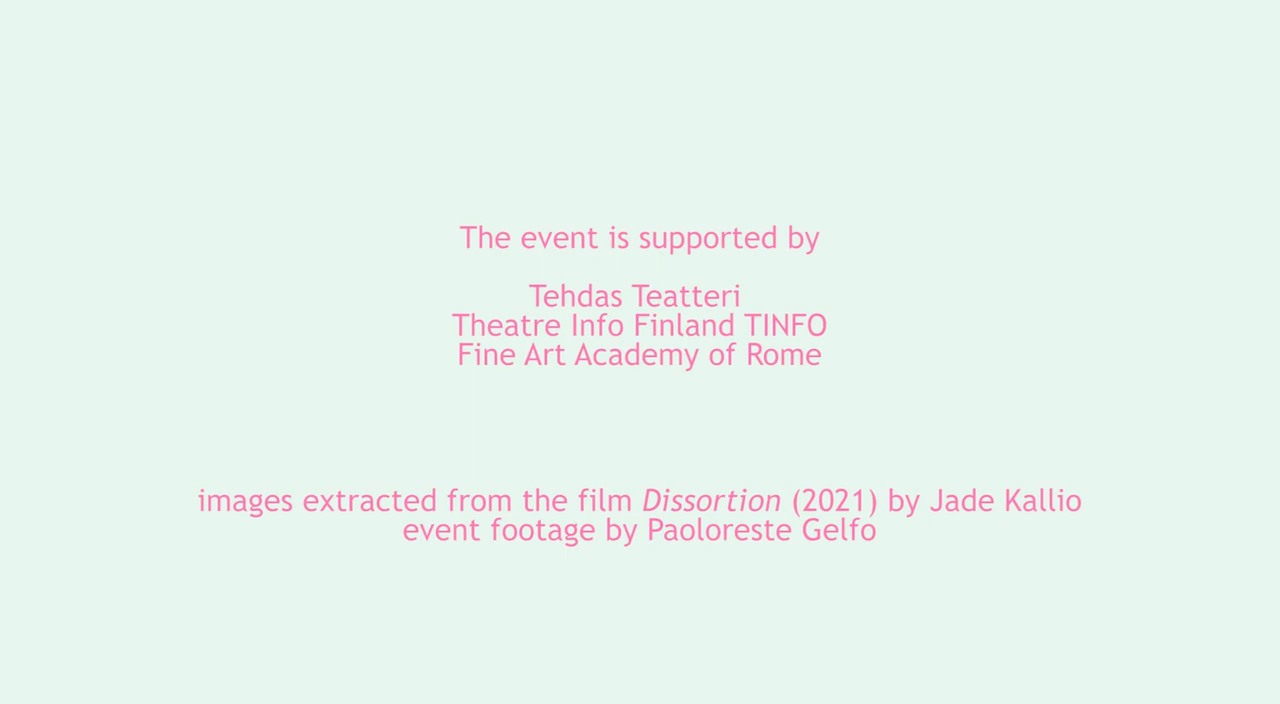 The event is supported by
Tehdas Teatteri
Theatre Info Finland TINFO
Fine Art Academy of Rome
images extracted from the film Dissortion (2021) by Jade Kallio
event footage by Paoloreste Gelfo